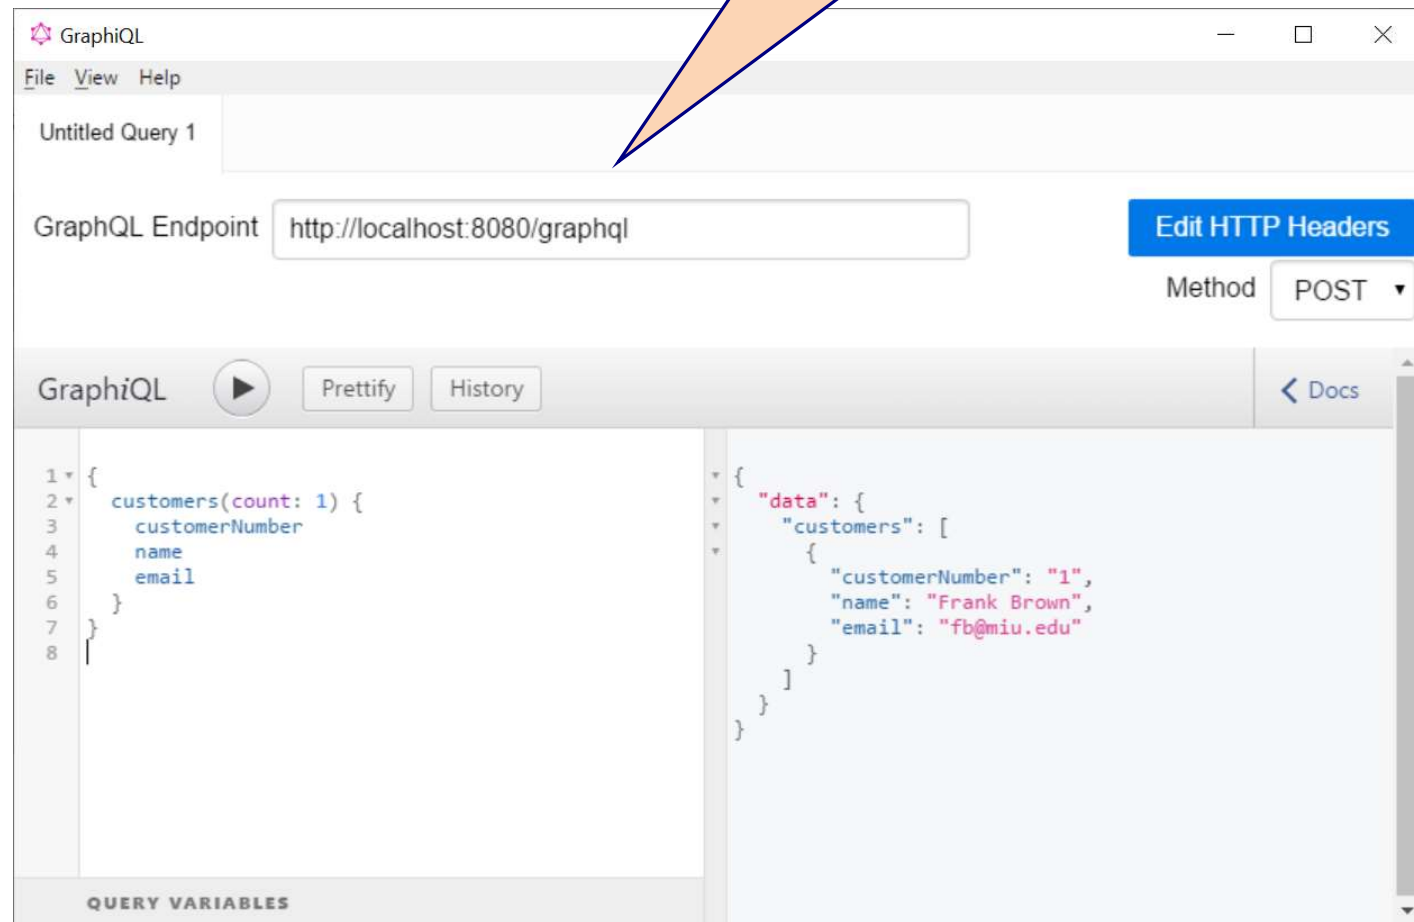 GraphiQL
File View Help
Untitled Query 1
GraphQL Endpoint http://localhost:8080/graphql Edit HTTP Headers
Method POST
GraphiQL Prettify History Docs
1 {
2 customers(count: 1) {
3 customerNumber
4 name
5 email
6 }
7 }
8
{
"data": {
"customers": [
{
"customerNumber": "1",
"name": "Frank Brown",
"email": "fb@miu.edu"
}
]
}
}
QUERY VARIABLES